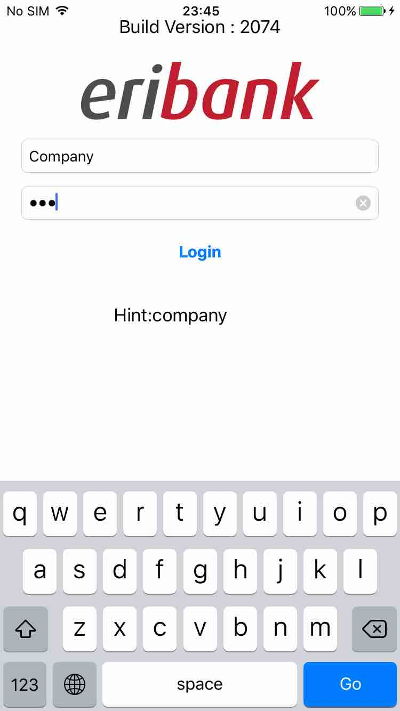 No SIM 23:45 100%
Build Version : 2074
eribank
Company
Login
Hint:company
q w e r t y u i o p
a s d f g h j k l
z x c v b n m
123 space Go